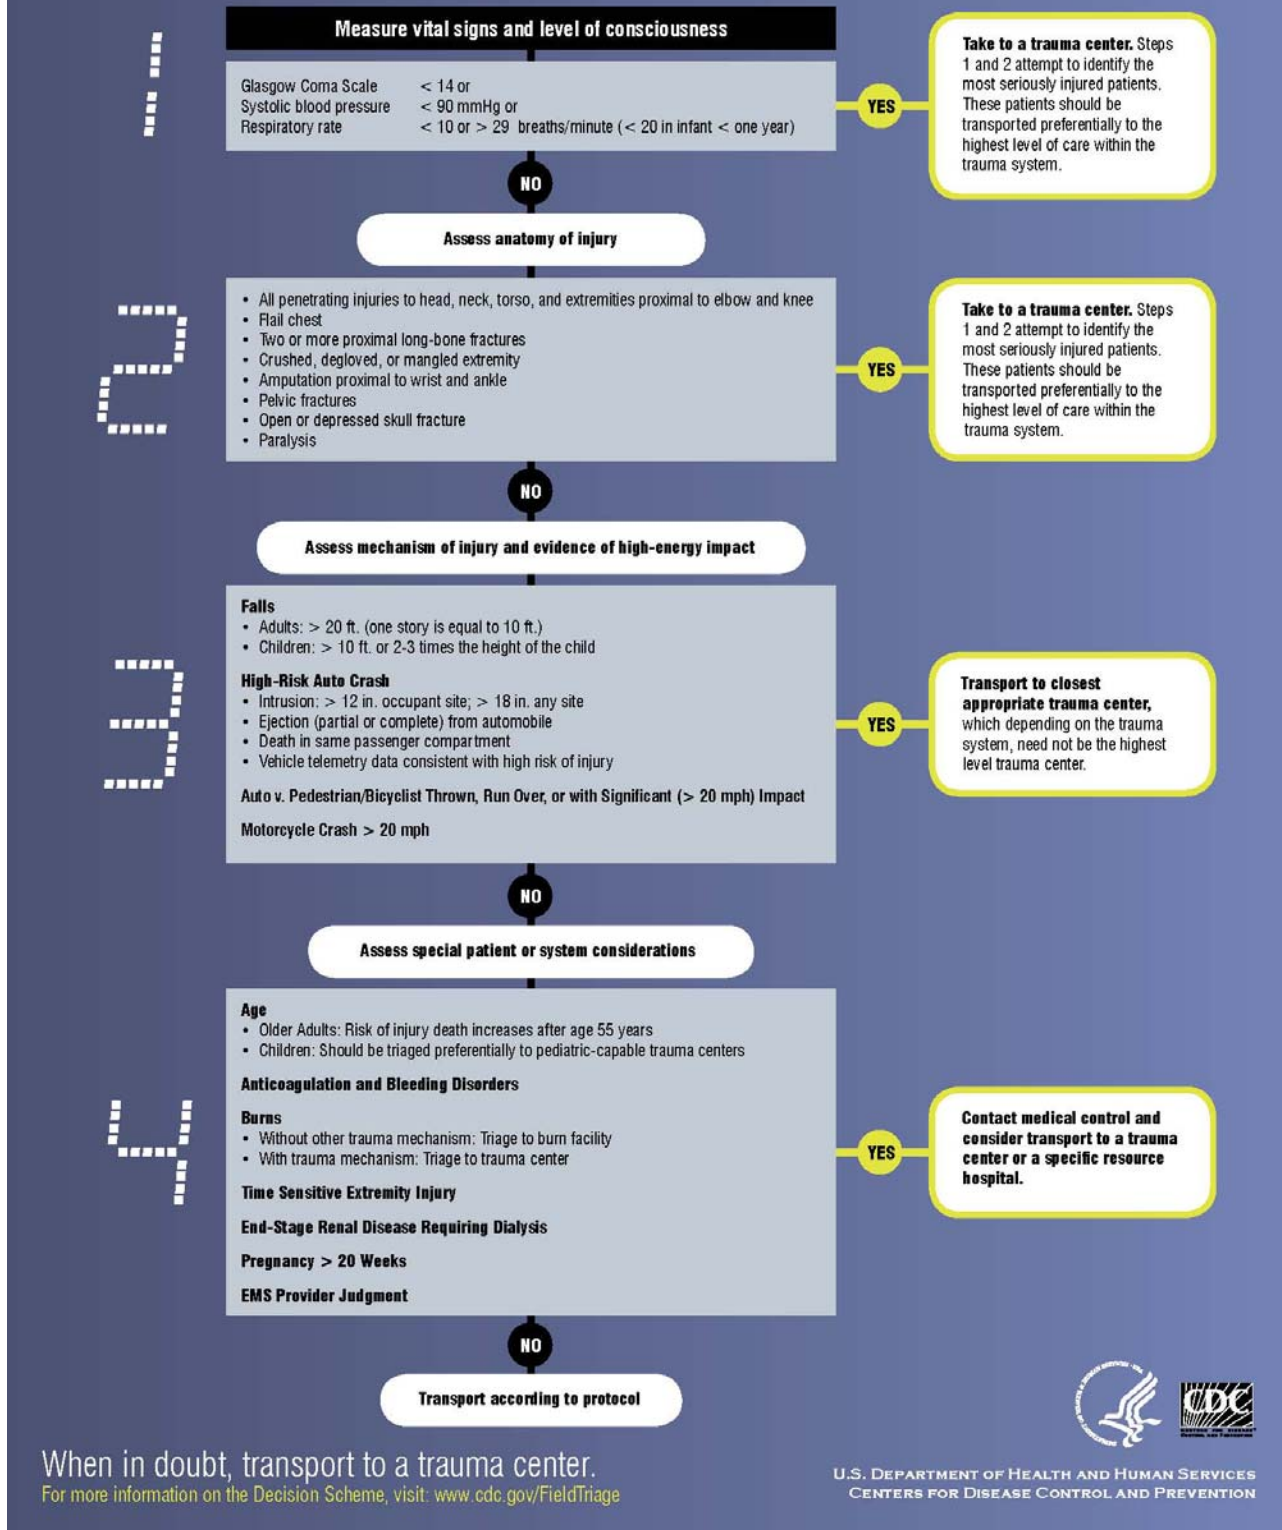 1
Measure vital signs and level of consciousness
Glasgow Coma Scale < 14 or
Systolic blood pressure < 90 mmHg or
Respiratory rate < 10 or > 29 breaths/minute (< 20 in infant < one year)
YES
Take to a trauma center. Steps
1 and 2 attempt to identify the
most seriously injured patients.
These patients should be
transported preferentially to the
highest level of care within the
trauma system.
NO
Assess anatomy of injury
2
• All penetrating injuries to head, neck, torso, and extremities proximal to elbow and knee
• Flail chest
• Two or more proximal long-bone fractures
• Crushed, degloved, or mangled extremity
• Amputation proximal to wrist and ankle
• Pelvic fractures
• Open or depressed skull fracture
• Paralysis
YES
Take to a trauma center. Steps
1 and 2 attempt to identify the
most seriously injured patients.
These patients should be
transported preferentially to the
highest level of care within the
trauma system.
NO
Assess mechanism of injury and evidence of high-energy impact
3
Falls
• Adults: > 20 ft. (one story is equal to 10 ft.)
• Children: > 10 ft. or 2-3 times the height of the child
High-Risk Auto Crash
• Intrusion: > 12 in. occupant site; > 18 in. any site
• Ejection (partial or complete) from automobile
• Death in same passenger compartment
• Vehicle telemetry data consistent with high risk of injury
Auto v. Pedestrian/Bicyclist Thrown, Run Over, or with Significant (> 20 mph) Impact
Motorcycle Crash > 20 mph
YES
Transport to closest
appropriate trauma center,
which depending on the trauma
system, need not be the highest
level trauma center.
NO
Assess special patient or system considerations
4
Age
• Older Adults: Risk of injury death increases after age 55 years
• Children: Should be triaged preferentially to pediatric-capable trauma centers
Anticoagulation and Bleeding Disorders
Burns
• Without other trauma mechanism: Triage to burn facility
• With trauma mechanism: Triage to trauma center
Time Sensitive Extremity Injury
End-Stage Renal Disease Requiring Dialysis
Pregnancy > 20 Weeks
EMS Provider Judgment
YES
Contact medical control and
consider transport to a trauma
center or a specific resource
hospital.
NO
Transport according to protocol
When in doubt, transport to a trauma center.
For more information on the Decision Scheme, visit: www.cdc.gov/FieldTriage
CDC
U.S. DEPARTMENT OF HEALTH AND HUMAN SERVICES
CENTERS FOR DISEASE CONTROL AND PREVENTION